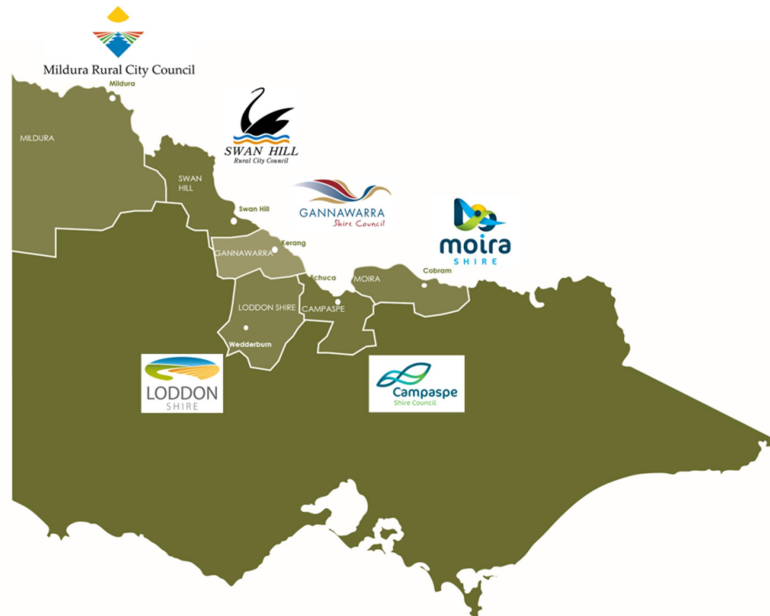 Mildura Rural City Council
Mildura
MILDURA
SWAN HILL
Rural City Council
SWAN
HILL
Swan Hill
GANNAWARRA
Shire Council
moira
SHIRE
Kerang
GANNAWARRA
Echuca
MOIRA
Cobram
LODDON SHIRE
CAMPASPE
Wedderburn
LODDON
SHIRE
Campaspe
Shire Council